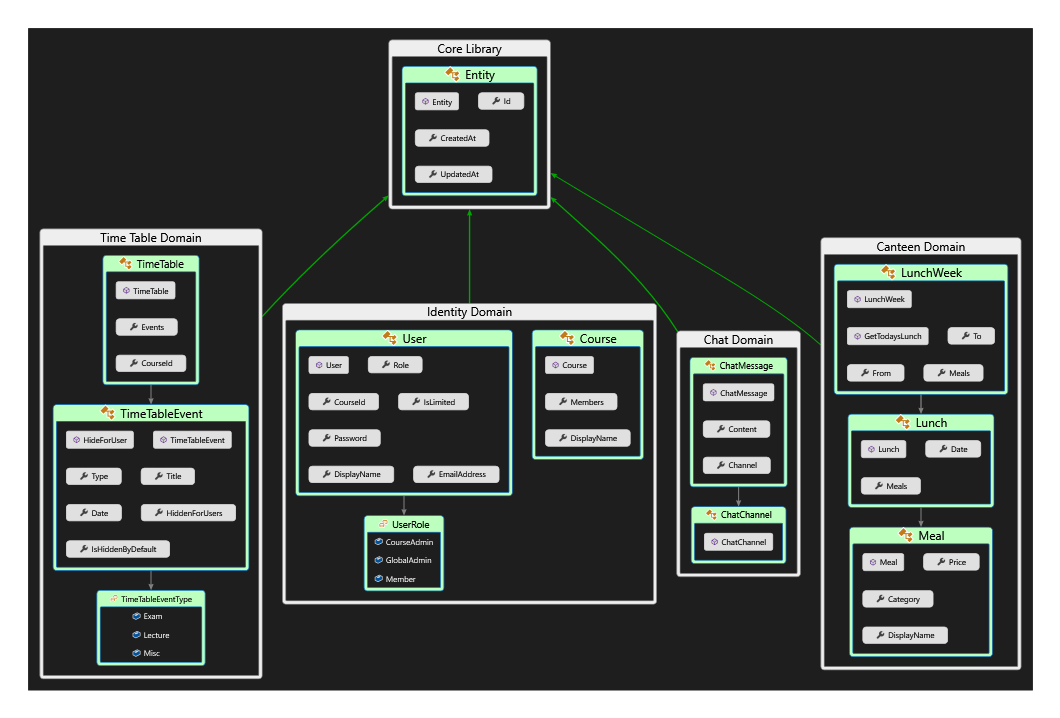 Core Library
Entity
Entity
Id
CreatedAt
UpdatedAt
Time Table Domain
TimeTable
TimeTable
Events
CourseId
TimeTableEvent
HideForUser
TimeTableEvent
Type
Title
Date
HiddenForUsers
IsHiddenByDefault
TimeTableEventType
Exam
Lecture
Misc
Identity Domain
User
User
Role
CourseId
IsLimited
Password
DisplayName
EmailAddress
UserRole
CourseAdmin
GlobalAdmin
Member
Course
Course
Members
DisplayName
Chat Domain
ChatMessage
ChatMessage
Content
Channel
ChatChannel
ChatChannel
Canteen Domain
LunchWeek
LunchWeek
GetTodaysLunch
To
From
Meals
Lunch
Lunch
Date
Meals
Meal
Meal
Price
Category
DisplayName